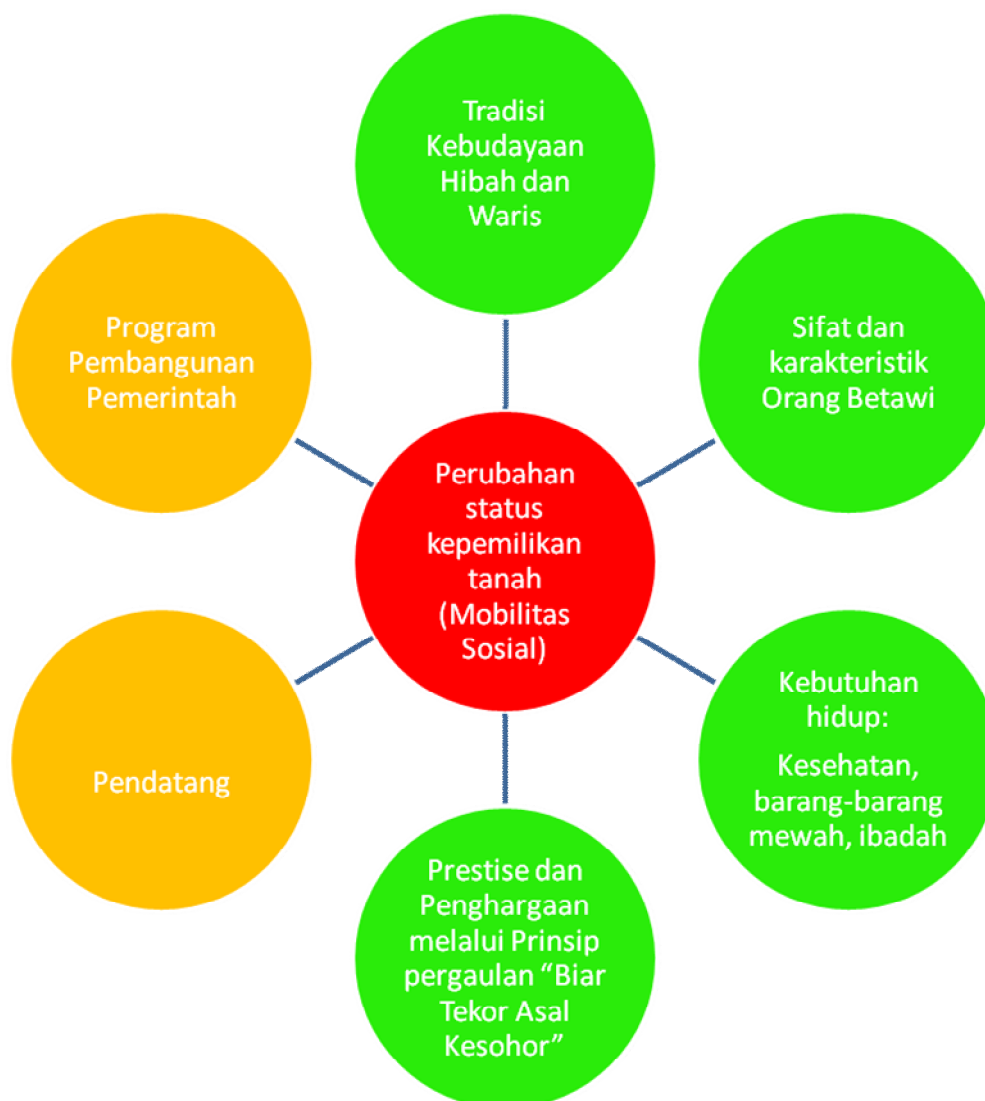 Tradisi
Kebudayaan
Hibah dan
Waris
Sifat dan
karakteristik
Orang Betawi
Kebutuhan
hidup:
Kesehatan,
barang-barang
mewah, ibadah
Prestise dan
Penghargaan
melalui Prinsip
pergaulan “Biar
Tekor Asal
Kesohor”
Pendatang
Program
Pembangunan
Pemerintah
Perubahan
status
kepemilikan
tanah
(Mobilitas
Sosial)